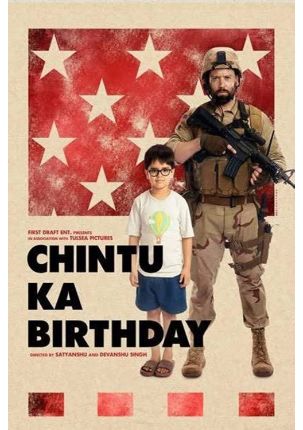 FIRST DRAFT ENT. PRESENTS
IN ASSOCIATION WITH TULSEA PICTURES
CHINTU
KA
BIRTHDAY
DIRECTED BY SATYANSHU AND DEVANSHU SINGH